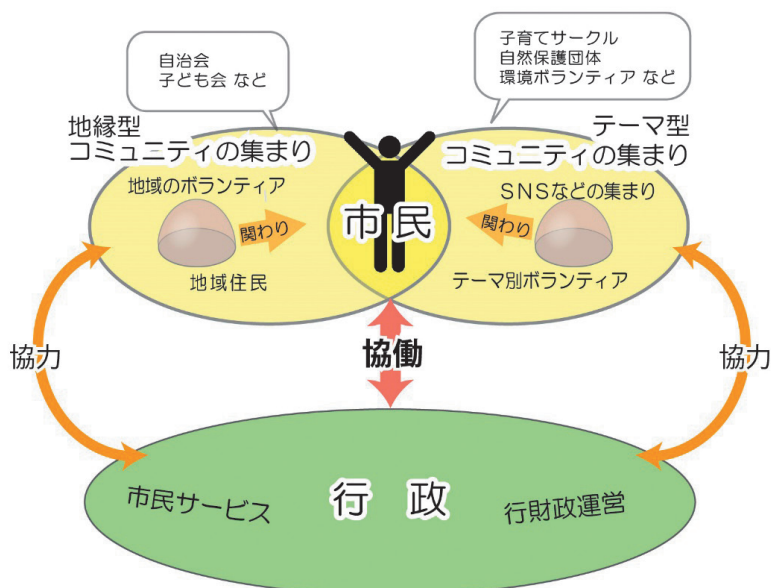 自治会
子ども会 など
子育てサークル
自然保護団体
環境ボランティア など
地縁型
コミュニティの集まり
テーマ型
コミュニティの集まり
地域のボランティア
関わり
地域住民
市民
SNSなどの集まり
関わり
テーマ別ボランティア
協力
協働
協力
市民サービス
行 政
行財政運営